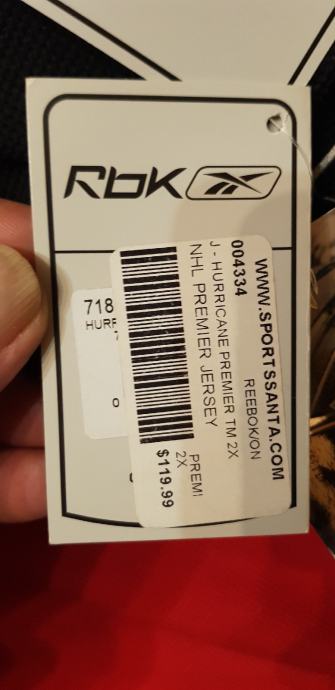 RbK
718
HURR
WWW.SPORTSSANTA.COM
REEBOK/ON
004334
J - HURRICANE PREMIER TM 2X
NHL PREMIER JERSEY
PREMI
2X
$119.99